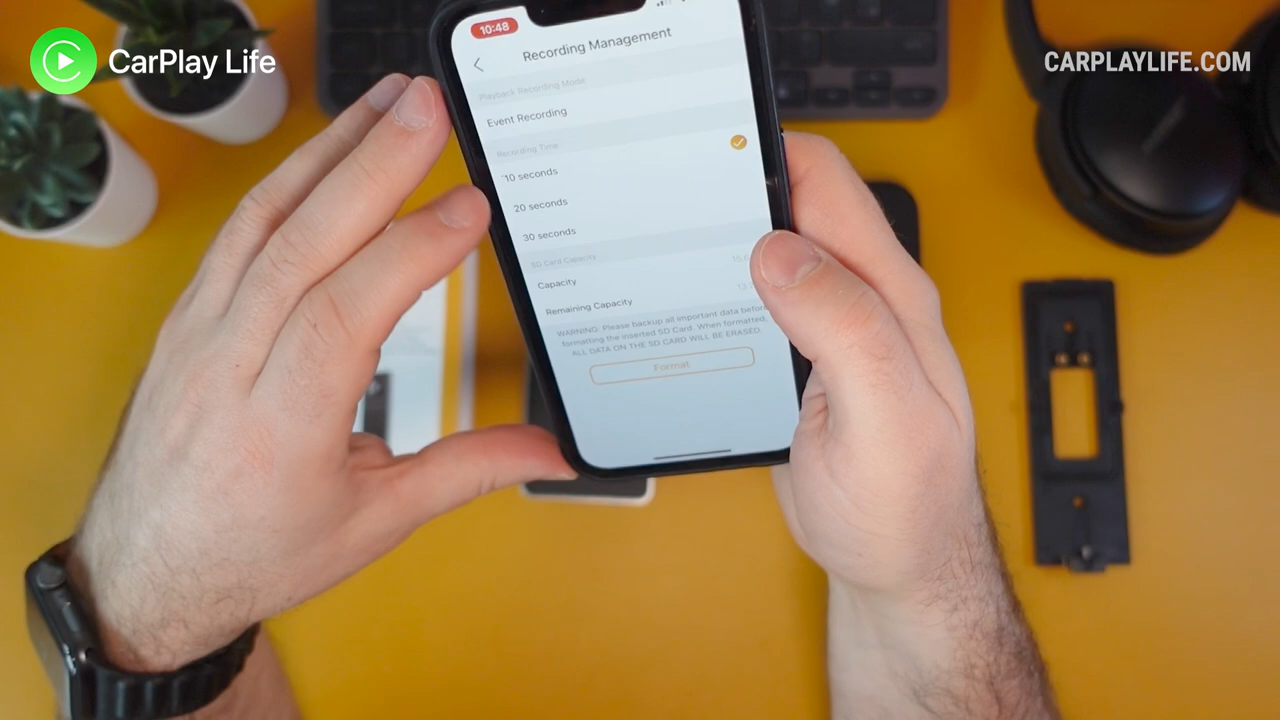 CarPlay Life
CARPLAYLIFE.COM
10:48
Recording Management
Playback Recording Mode
Event Recording
Recording Time
10 seconds
20 seconds
30 seconds
SD Card Capacity
Capacity
Remaining Capacity
WARNING: Please backup all important data before
formatting the inserted SD Card. When formatted,
ALL DATA ON THE SD CARD WILL BE ERASED.
Format